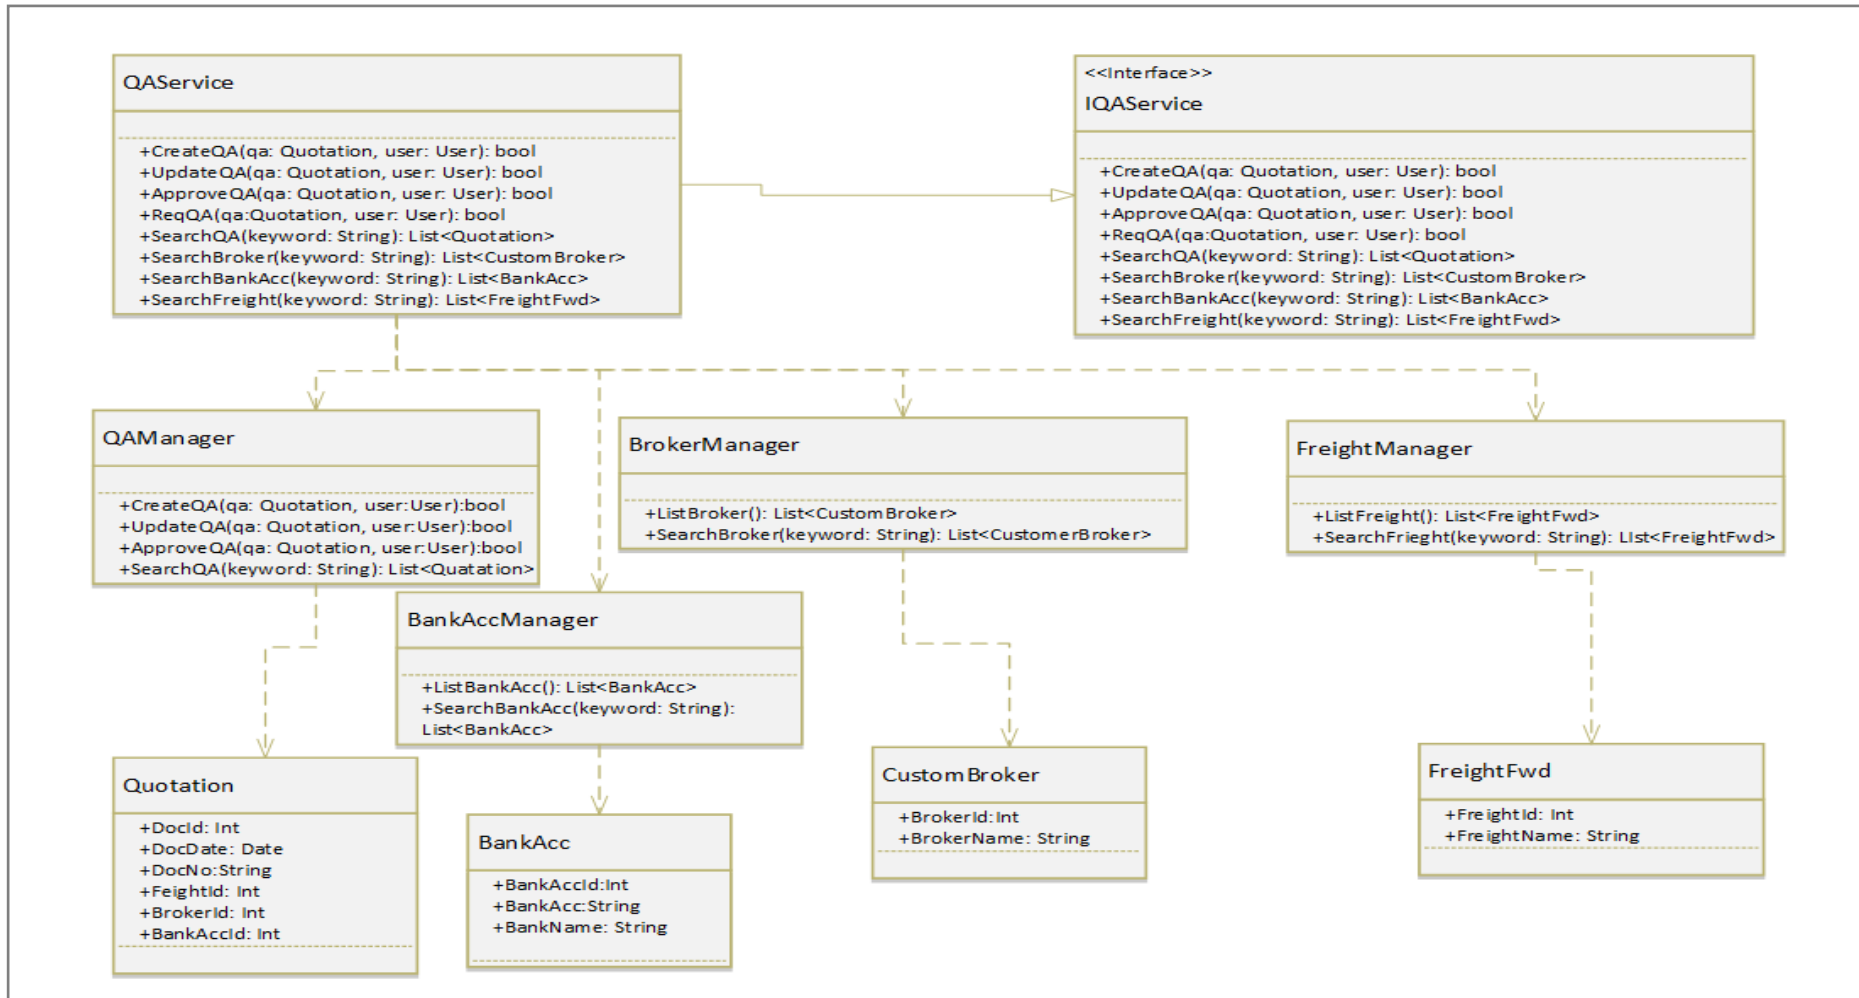 QAService
+CreateQA(qa: Quotation, user: User): bool
+UpdateQA(qa: Quotation, user: User): bool
+ApproveQA(qa: Quotation, user: User): bool
+ReqQA(qa:Quotation, user: User): bool
+SearchQA(keyword: String): List<Quotation>
+SearchBroker(keyword: String): List<CustomBroker>
+SearchBankAcc(keyword: String): List<BankAcc>
+SearchFreight(keyword: String): List<FreightFwd>
<<Interface>>
IQAService
+CreateQA(qa: Quotation, user: User): bool
+UpdateQA(qa: Quotation, user: User): bool
+ApproveQA(qa: Quotation, user: User): bool
+ReqQA(qa:Quotation, user: User): bool
+SearchQA(keyword: String): List<Quotation>
+SearchBroker(keyword: String): List<CustomBroker>
+SearchBankAcc(keyword: String): List<BankAcc>
+SearchFreight(keyword: String): List<FreightFwd>
QAManager
+CreateQA(qa: Quotation, user:User):bool
+UpdateQA(qa: Quotation, user:User):bool
+ApproveQA(qa: Quotation, user:User):bool
+SearchQA(keyword: String): List<Quatation>
BrokerManager
+ListBroker(): List<CustomBroker>
+SearchBroker(keyword: String): List<CustomerBroker>
FreightManager
+ListFreight(): List<FreightFwd>
+SearchFrieght(keyword: String): LIst<FreightFwd>
BankAccManager
+ListBankAcc(): List<BankAcc>
+SearchBankAcc(keyword: String):
List<BankAcc>
Quotation
+DocId: Int
+DocDate: Date
+DocNo:String
+FeightId: Int
+BrokerId: Int
+BankAccId: Int
BankAcc
+BankAccId:Int
+BankAcc:String
+BankName: String
CustomBroker
+BrokerId:Int
+BrokerName: String
FreightFwd
+FreightId: Int
+FreightName: String